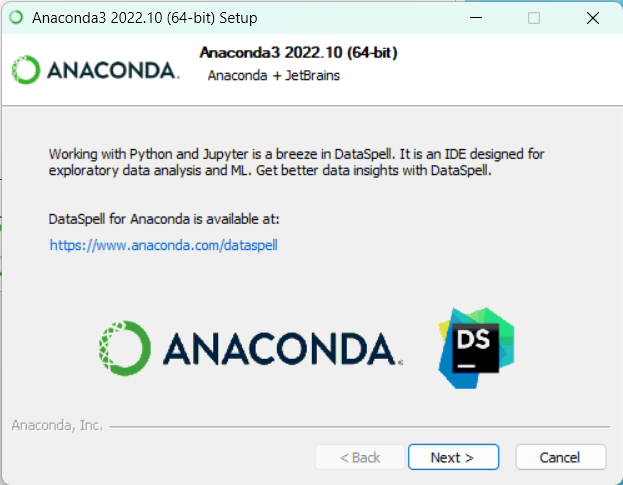 Anaconda3 2022.10 (64-bit) Setup
ANACONDA.
Anaconda3 2022.10 (64-bit)
Anaconda + JetBrains
Working with Python and Jupyter is a breeze in DataSpell. It is an IDE designed for
exploratory data analysis and ML. Get better data insights with DataSpell.
DataSpell for Anaconda is available at:
https://www.anaconda.com/dataspell
ANACONDA
DS
Anaconda, Inc.
< Back
Next >
Cancel